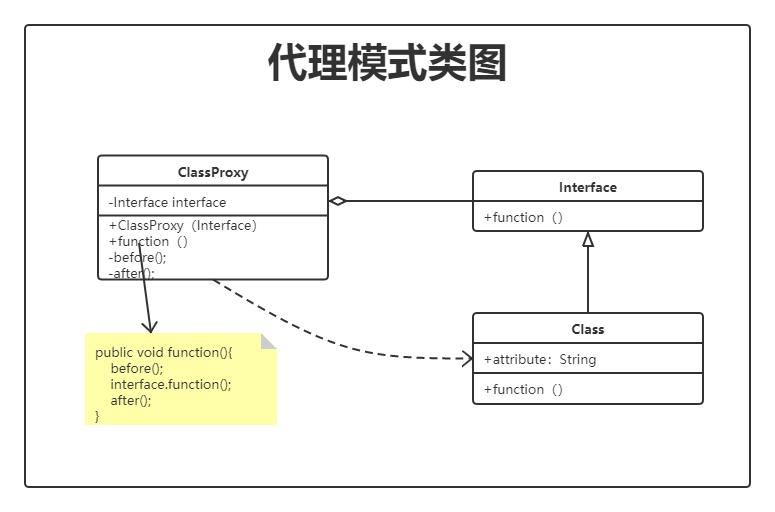 代理模式类图
ClassProxy
-Interface interface
+ClassProxy（Interface）
+function（）
-before();
-after();
Interface
+function（）
Class
+attribute：String
+function（）
public void function(){
    before();
    interface.function();
    after();
}